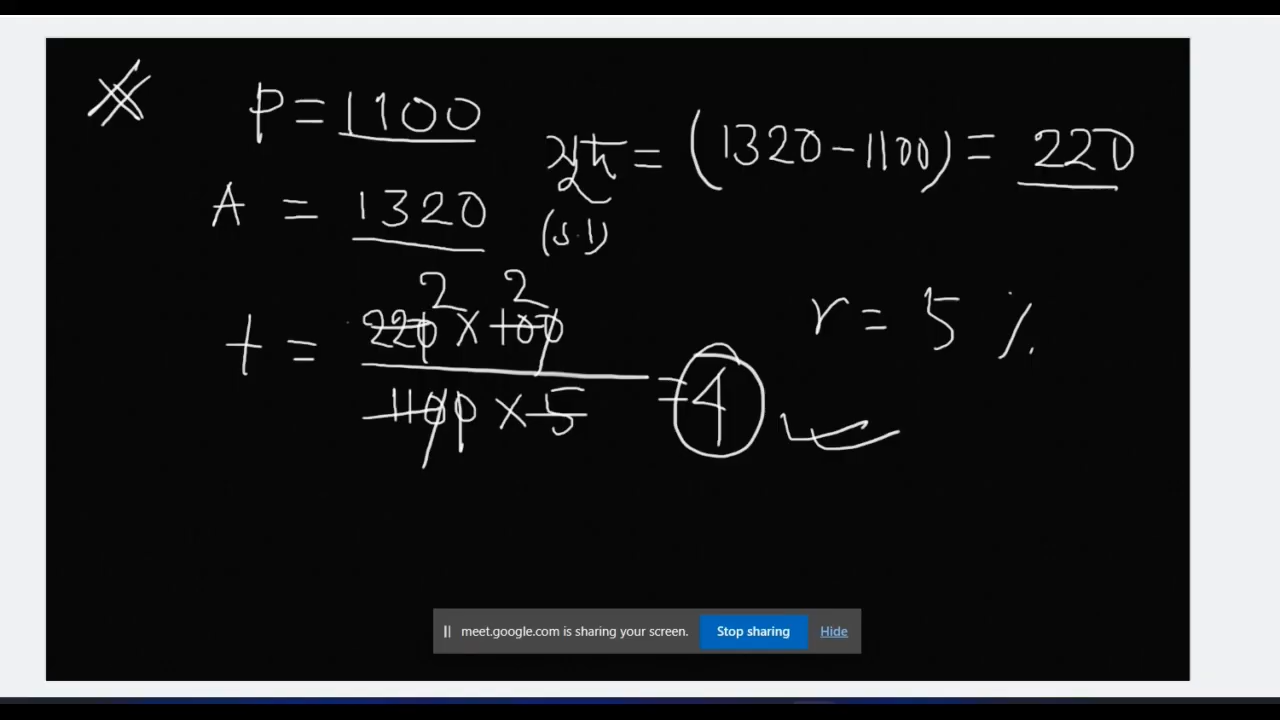 P = 1100
সুদ = (1320 - 1100) = 220
A = 1320
(S.I)
r = 5 %
2 2
t = 220 x 100
1100 x 5
= 4
meet.google.com is sharing your screen. Stop sharing Hide